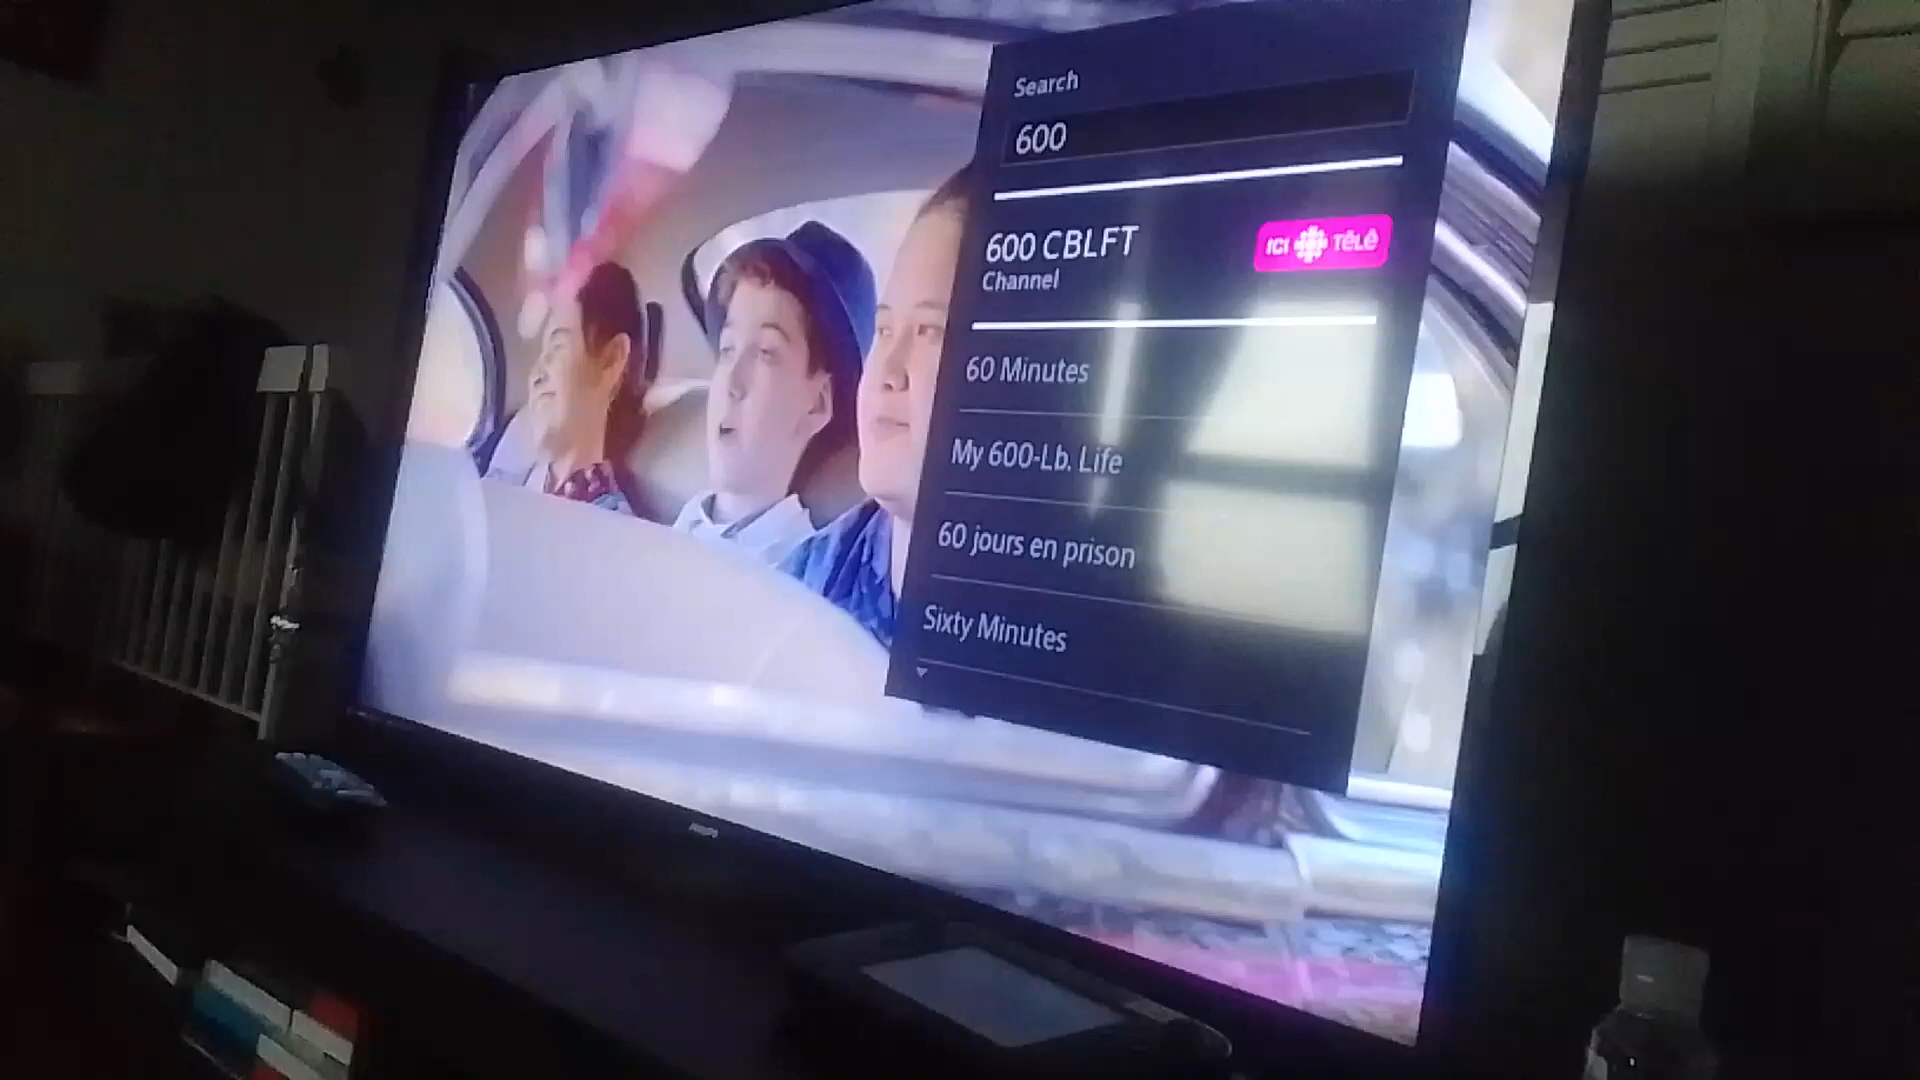 Search
600
600 CBLFT
Channel
ICI TÉLÉ
60 Minutes
My 600-Lb. Life
60 jours en prison
Sixty Minutes